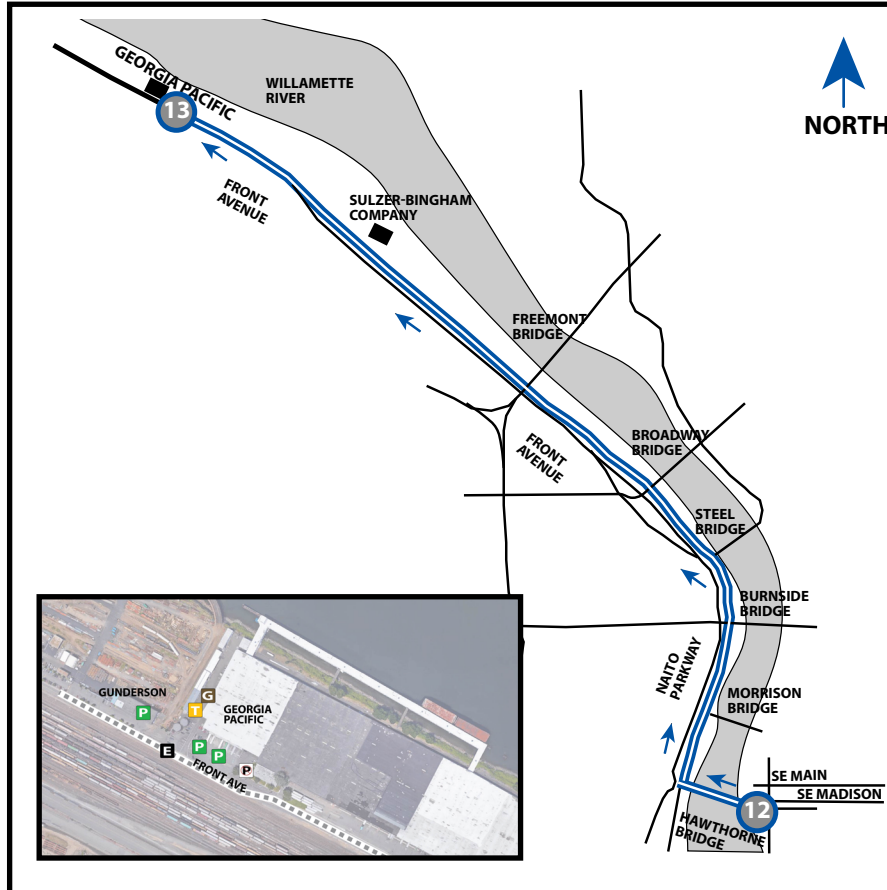 GEORGIA PACIFIC
13
WILLAMETTE
RIVER
NORTH
FRONT
AVENUE
SULZER-BINGHAM
COMPANY
FREEMONT
BRIDGE
FRONT
AVENUE
BROADWAY
BRIDGE
STEEL
BRIDGE
BURNSIDE
BRIDGE
NAITO
PARKWAY
MORRISON
BRIDGE
SE MAIN
SE MADISON
12
HAWTHORNE
BRIDGE
GUNDERSON
P
G
T
GEORGIA
PACIFIC
E
P
P
P
FRONT AVE